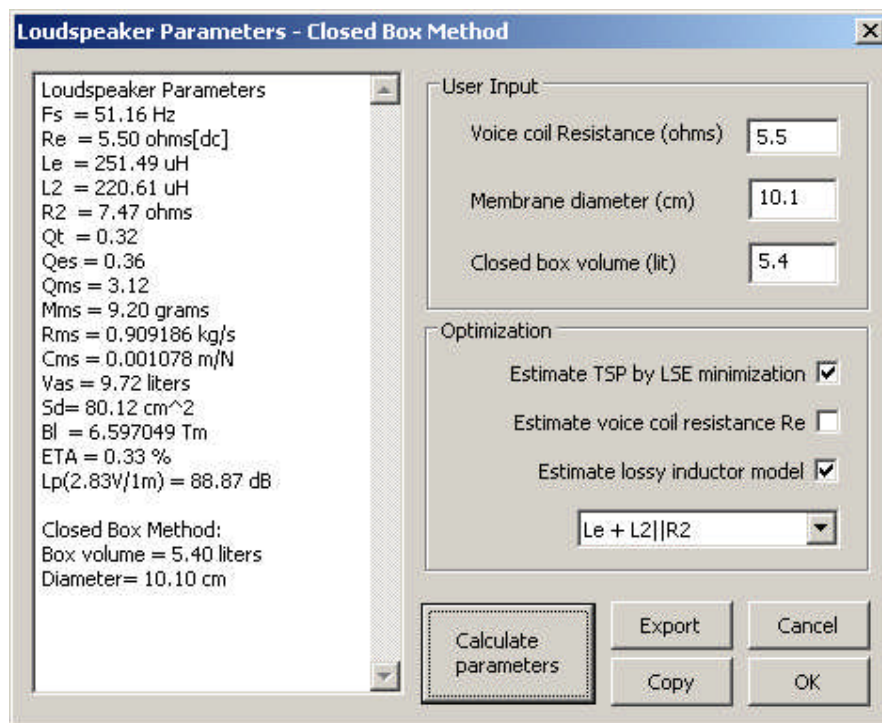 Loudspeaker Parameters - Closed Box Method
Loudspeaker Parameters
Fs = 51.16 Hz
Re = 5.50 ohms[dc]
Le = 251.49 uH
L2 = 220.61 uH
R2 = 7.47 ohms
Qt = 0.32
Qes = 0.36
Qms = 3.12
Mms = 9.20 grams
Rms = 0.909186 kg/s
Cms = 0.001078 m/N
Vas = 9.72 liters
Sd= 80.12 cm^2
Bl = 6.597049 Tm
ETA = 0.33 %
Lp(2.83V/1m) = 88.87 dB
Closed Box Method:
Box volume = 5.40 liters
Diameter= 10.10 cm
User Input
Voice coil Resistance (ohms) 5.5
Membrane diameter (cm) 10.1
Closed box volume (lit) 5.4
Optimization
Estimate TSP by LSE minimization
Estimate voice coil resistance Re
Estimate lossy inductor model
Le + L2||R2
Calculate
parameters
Export
Cancel
Copy
OK